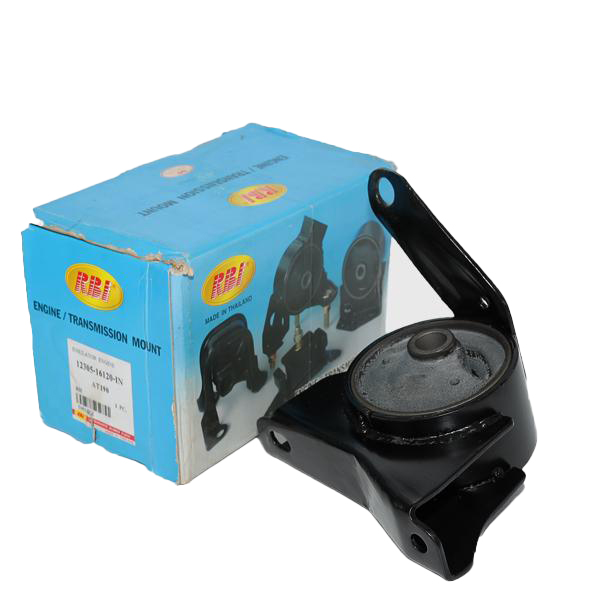 ENGINE / TRANSMISSION MOUNT
RBI
RBI
MADE IN THAILAND
RBI
ENGINE / TRANSMISSION MOUNT
INSULATOR ENGINE
12305-16120-IN
AT190
1 PC.